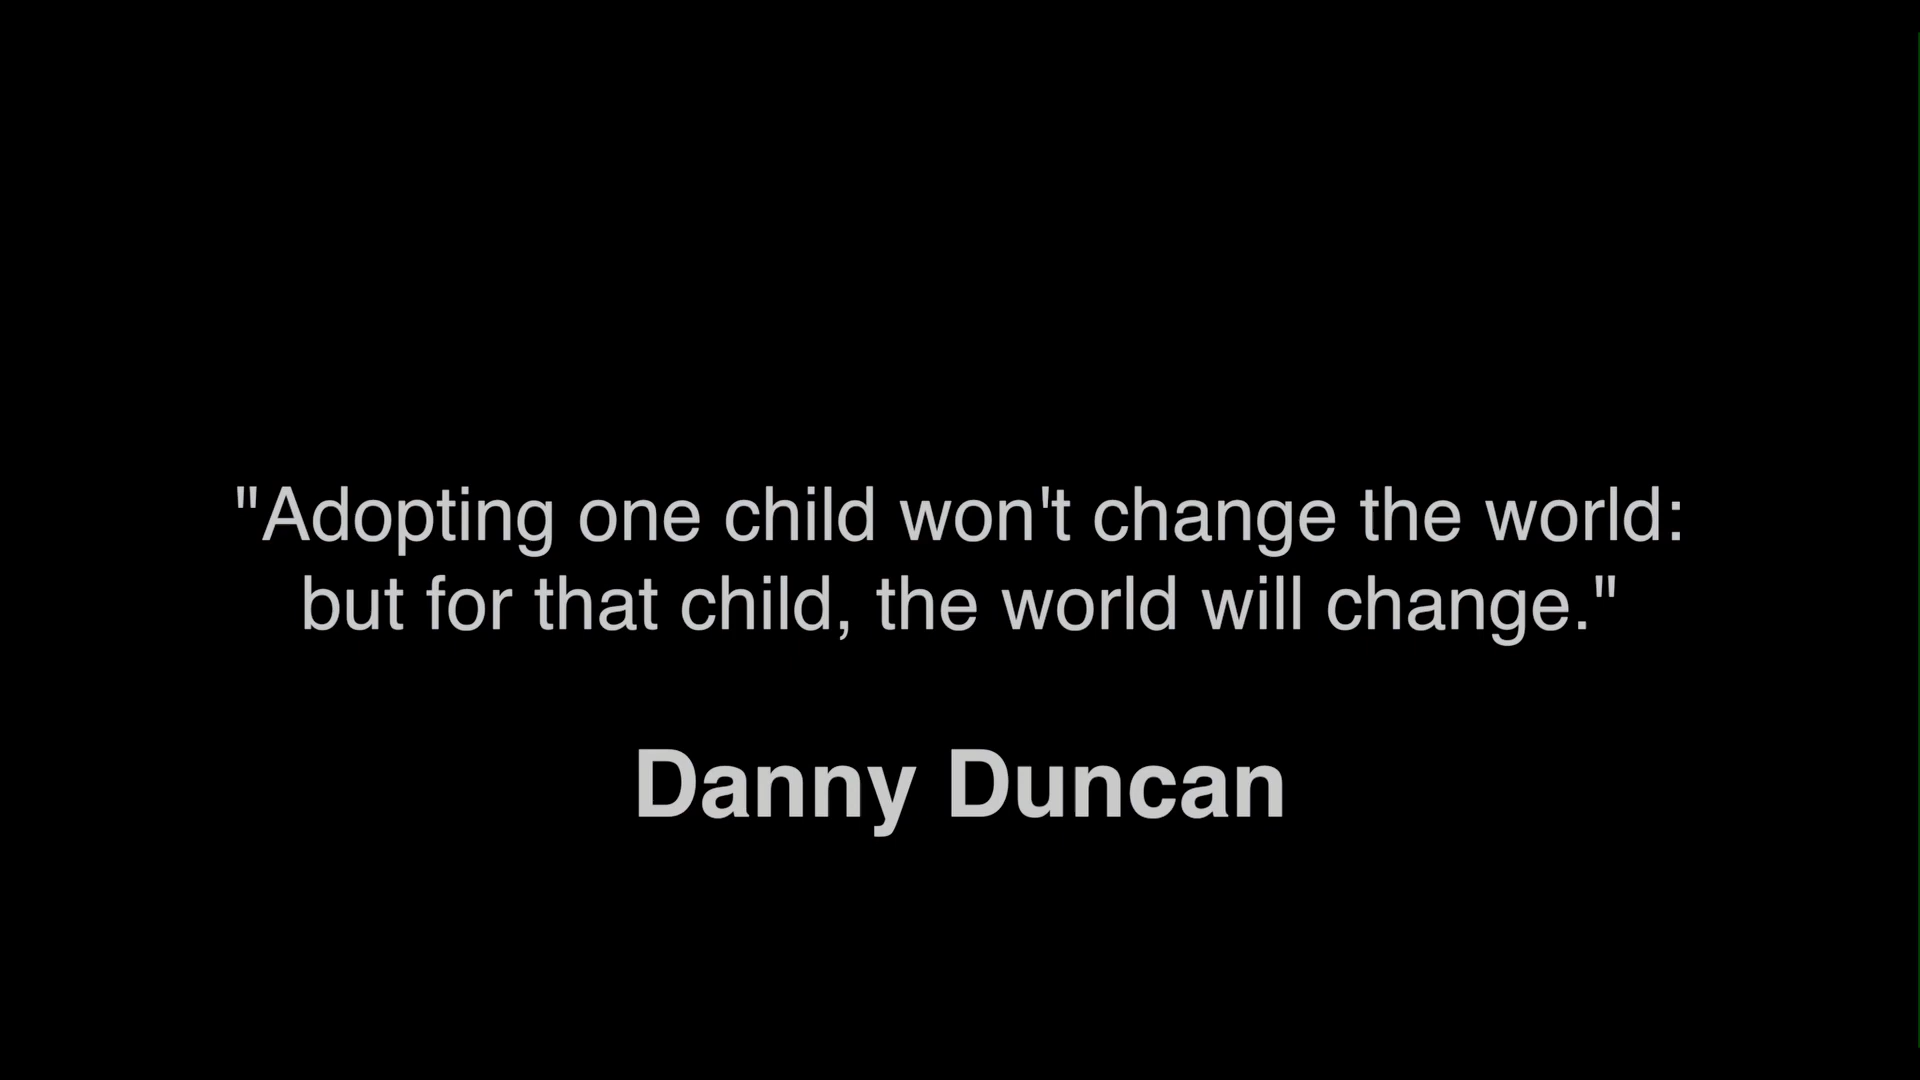 "Adopting one child won't change the world:
but for that child, the world will change."
Danny Duncan